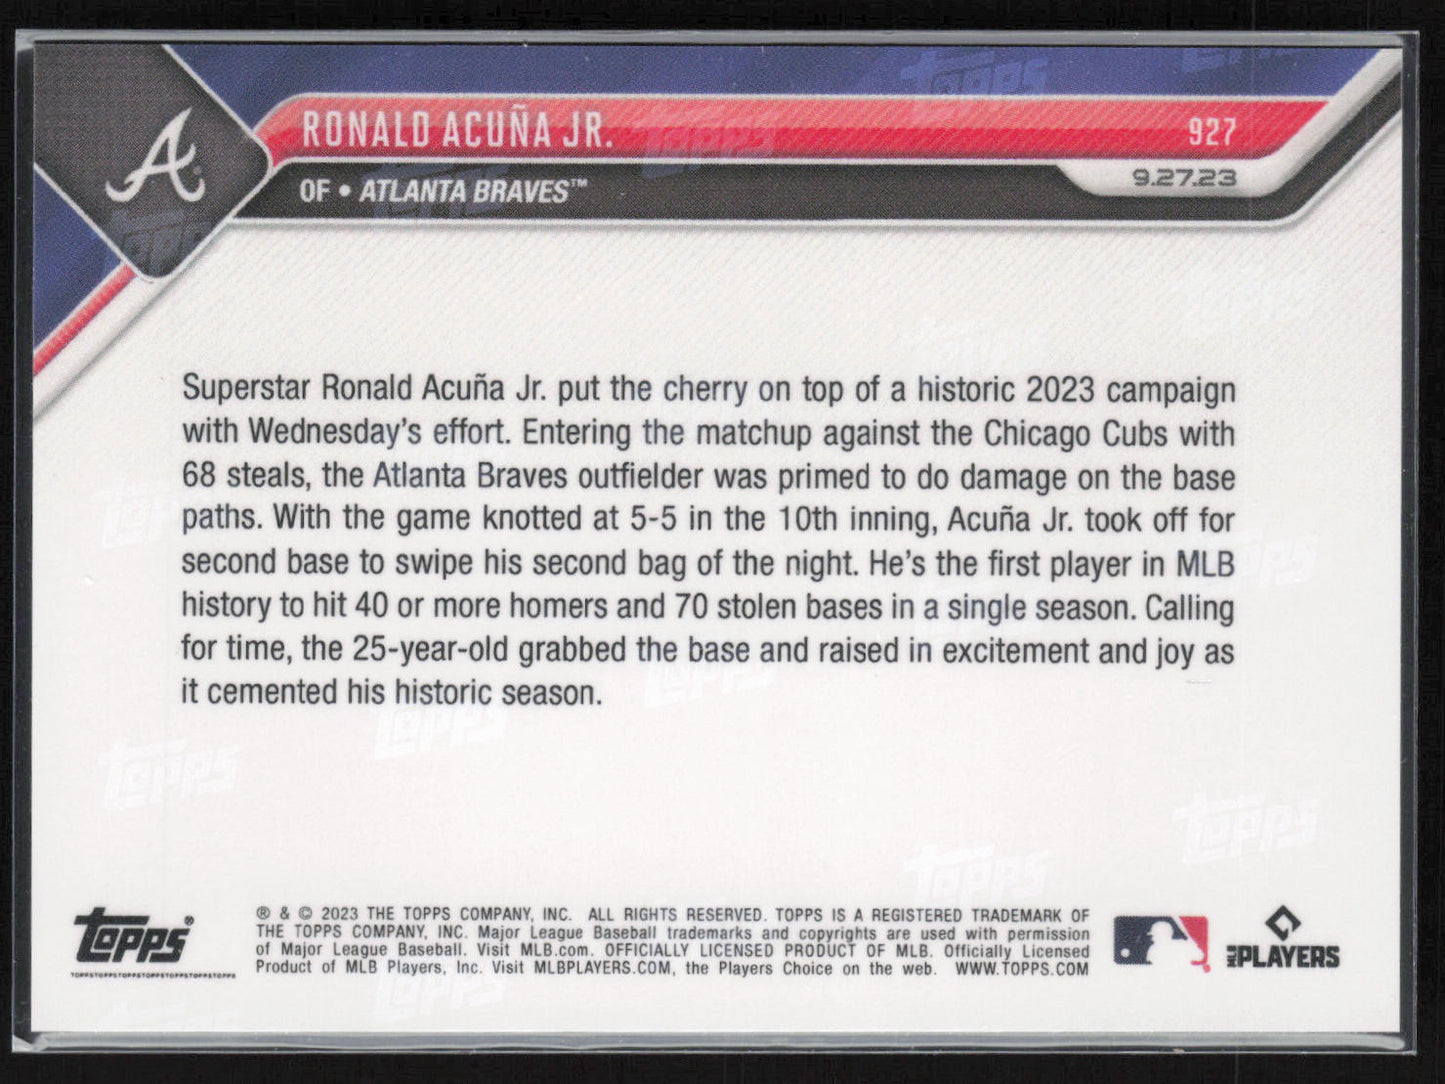 RONALD ACUÑA JR.
927
OF • ATLANTA BRAVES™
9.27.23
Superstar Ronald Acuña Jr. put the cherry on top of a historic 2023 campaign
with Wednesday's effort. Entering the matchup against the Chicago Cubs with
68 steals, the Atlanta Braves outfielder was primed to do damage on the base
paths. With the game knotted at 5-5 in the 10th inning, Acuña Jr. took off for
second base to swipe his second bag of the night. He's the first player in MLB
history to hit 40 or more homers and 70 stolen bases in a single season. Calling
for time, the 25-year-old grabbed the base and raised in excitement and joy as
it cemented his historic season.
Topps®
TOPPSTOPPSTOPPSTOPPSTOPPSTOPPSTOPPS
® & © 2023 THE TOPPS COMPANY, INC. ALL RIGHTS RESERVED. TOPPS IS A REGISTERED TRADEMARK OF
THE TOPPS COMPANY, INC. Major League Baseball trademarks and copyrights are used with permission
of Major League Baseball. Visit MLB.com. OFFICIALLY LICENSED PRODUCT OF MLB. Officially Licensed
Product of MLB Players, Inc. Visit MLBPLAYERS.COM, the Players Choice on the web. WWW.TOPPS.COM
MLB PLAYERS